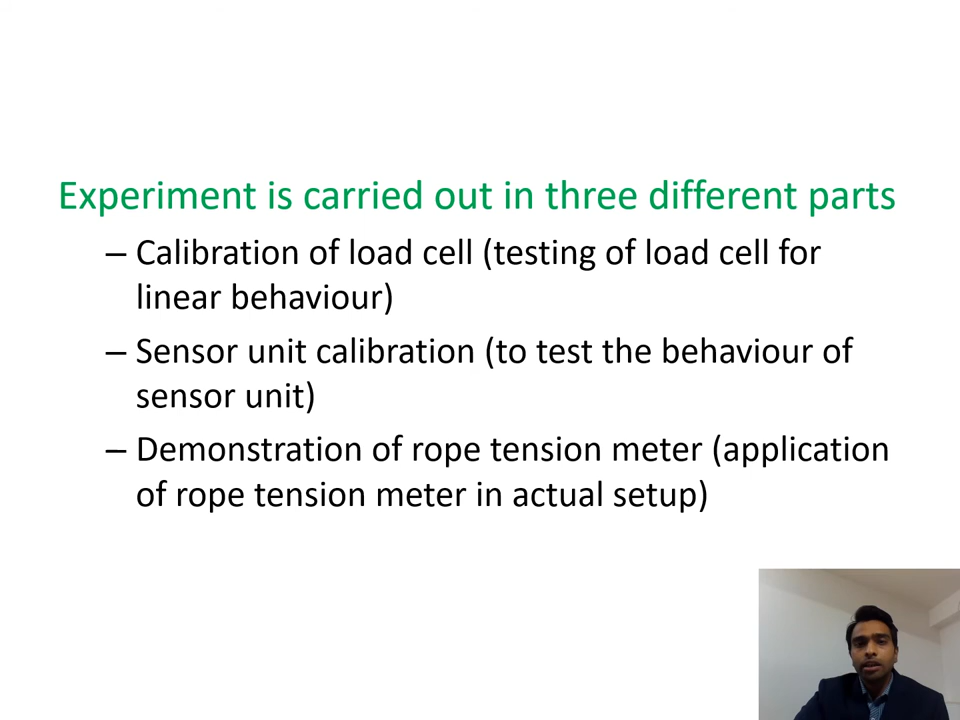 Experiment is carried out in three different parts
– Calibration of load cell (testing of load cell for
linear behaviour)
– Sensor unit calibration (to test the behaviour of
sensor unit)
– Demonstration of rope tension meter (application
of rope tension meter in actual setup)